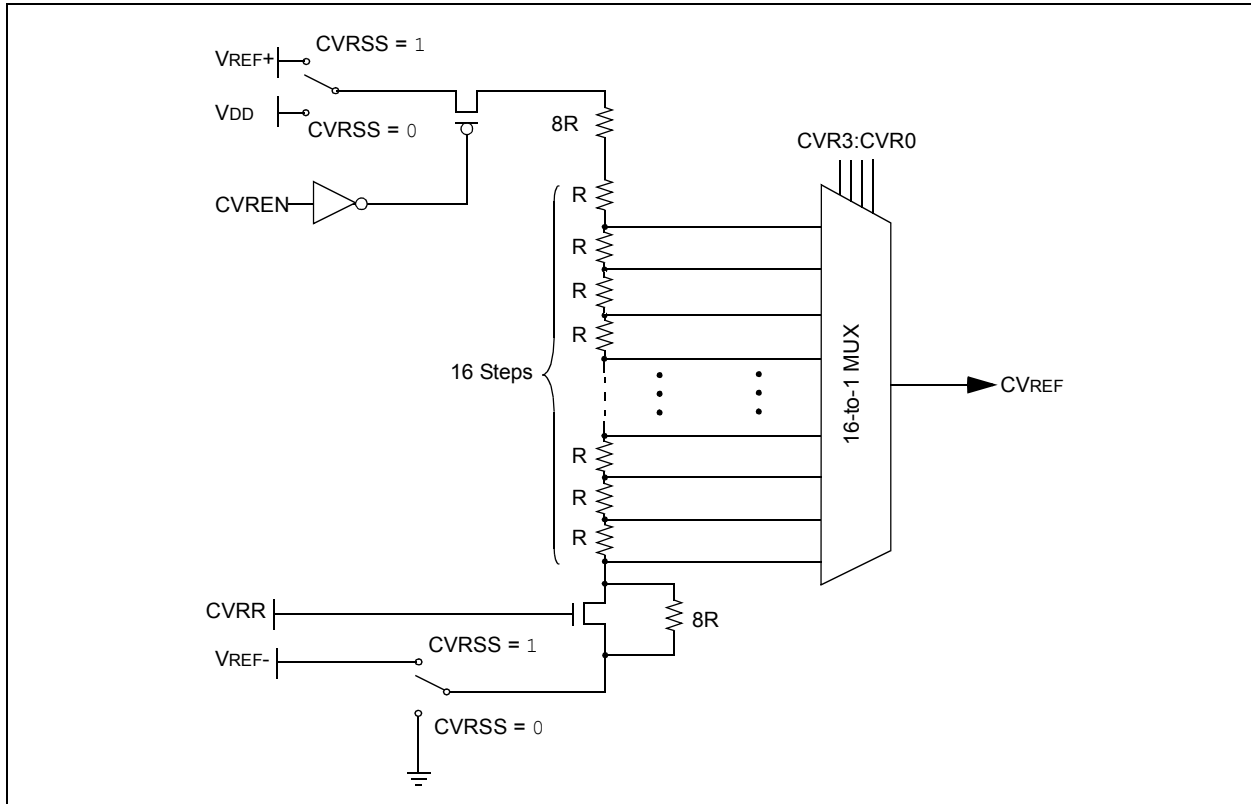 CVRSS = 1
VREF+
VDD
CVRSS = 0
8R
CVR3:CVR0
CVREN
R
R
R
R
16 Steps
16-to-1 MUX
CVREF
R
R
R
CVRR
8R
CVRSS = 1
VREF-
CVRSS = 0